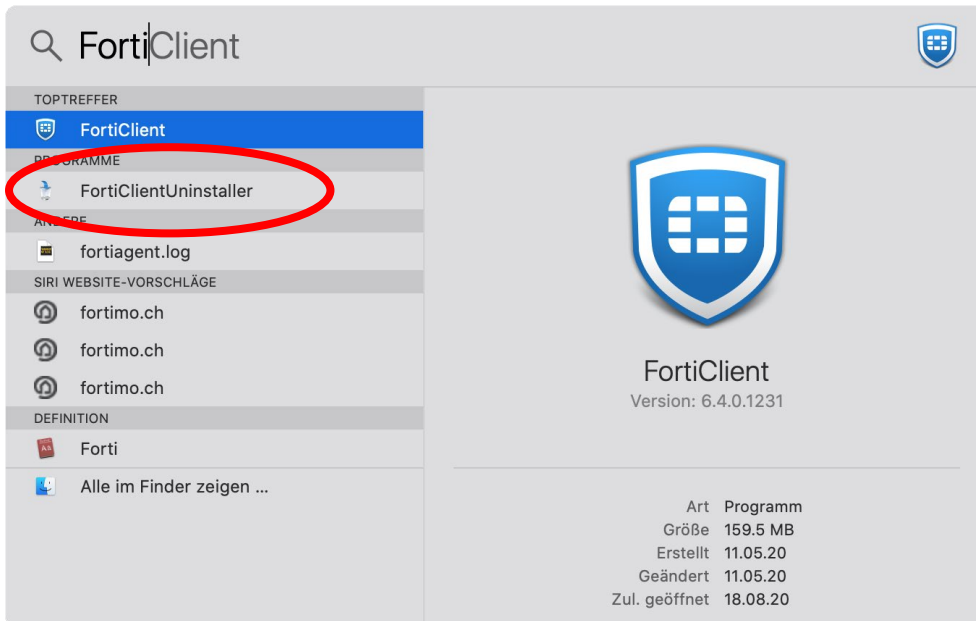 FortiClient
TOPTREFFER
FortiClient
PROGRAMME
FortiClientUninstaller
ANDERE
fortiagent.log
SIRI WEBSITE-VORSCHLÄGE
fortimo.ch
fortimo.ch
fortimo.ch
DEFINITION
Forti
Alle im Finder zeigen ...
FortiClient
Version: 6.4.0.1231
Art Programm
Größe 159.5 MB
Erstellt 11.05.20
Geändert 11.05.20
Zul. geöffnet 18.08.20